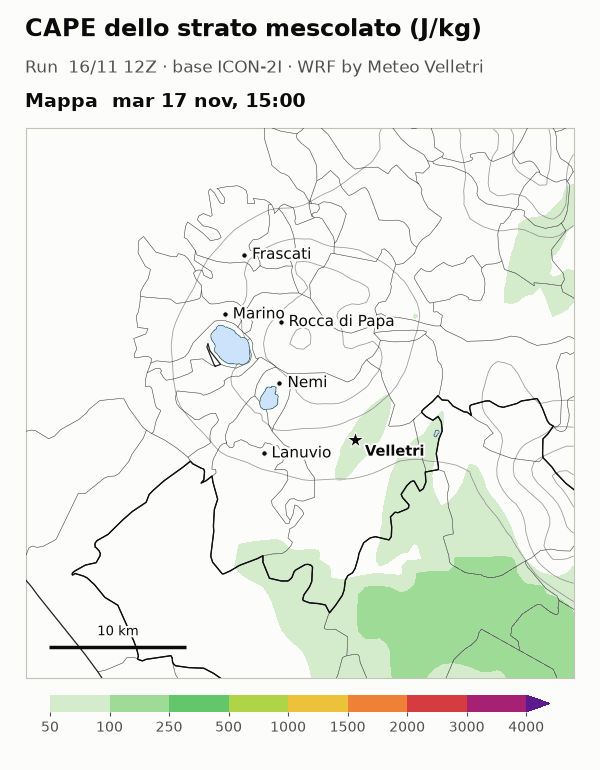 CAPE dello strato mescolato (J/kg)
Run  16/11 12Z · base ICON-2I · WRF by Meteo Velletri
Mappa  mar 17 nov, 15:00
Frascati
Marino
Rocca di Papa
Nemi
Velletri
Lanuvio
10 km
50 100 250 500 1000 1500 2000 3000 4000